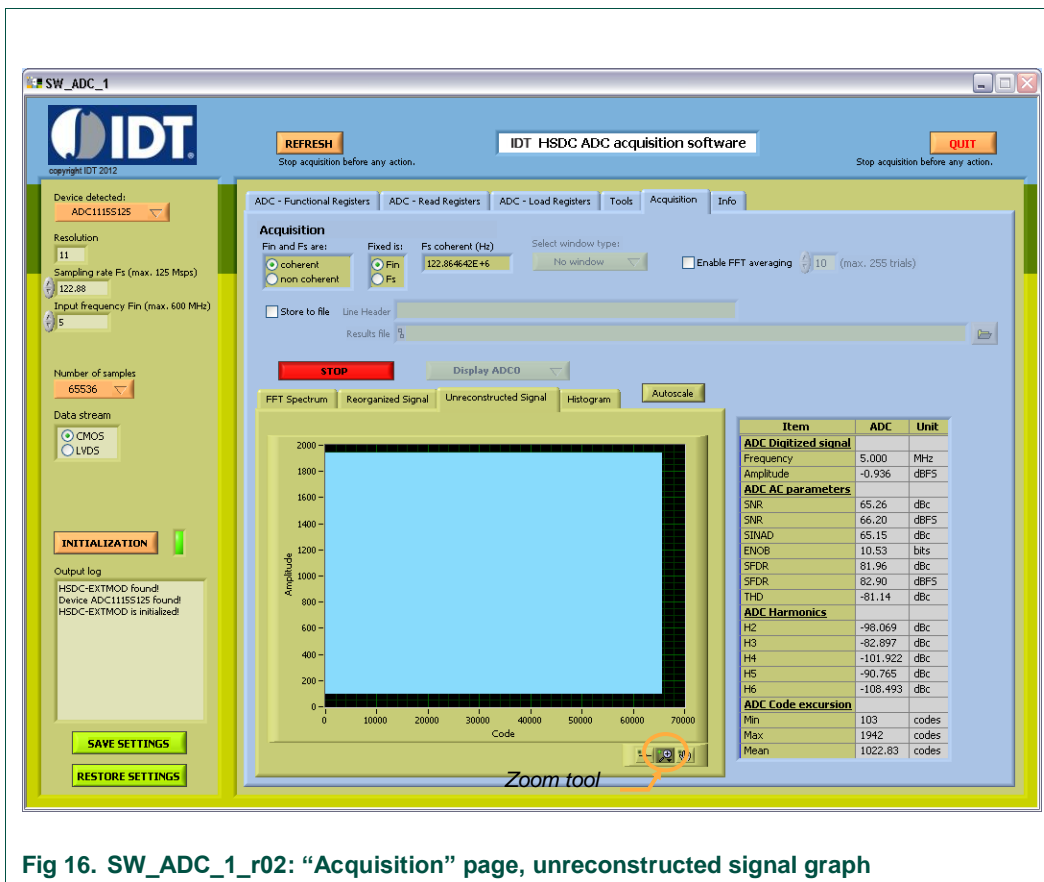 SW_ADC_1
IDT
copyright IDT 2012
REFRESH
Stop acquisition before any action.
IDT HSDC ADC acquisition software
QUIT
Stop acquisition before any action.
Device detected:
ADC1115S125
Resolution
11
Sampling rate Fs (max. 125 Msps)
122.88
Input frequency Fin (max. 600 MHz)
5
Number of samples
65536
Data stream
CMOS
LVDS
INITIALIZATION
Output log
HSDC-EXTMOD found!
Device ADC1115S125 found!
HSDC-EXTMOD is initialized!
SAVE SETTINGS
RESTORE SETTINGS
ADC - Functional Registers ADC - Read Registers ADC - Load Registers Tools Acquisition Info
Acquisition
Fin and Fs are: Fixed is: Fs coherent (Hz) Select window type:
coherent Fin 122.864642E+6 No window Enable FFT averaging 10 (max. 255 trials)
non coherent Fs
Store to file Line Header
Results file
STOP Display ADC0
FFT Spectrum Reorganized Signal Unreconstructed Signal Histogram Autoscale
Amplitude
2000
1800
1600
1400
1200
1000
800
600
400
200
0
0 10000 20000 30000 40000 50000 60000 70000
Code
Zoom tool
Item ADC Unit
ADC Digitized signal
Frequency 5.000 MHz
Amplitude -0.936 dBFS
ADC AC parameters
SNR 65.26 dBc
SNR 66.20 dBFS
SINAD 65.15 dBc
ENOB 10.53 bits
SFDR 81.96 dBc
SFDR 82.90 dBFS
THD -81.14 dBc
ADC Harmonics
H2 -98.069 dBc
H3 -82.897 dBc
H4 -101.922 dBc
H5 -90.765 dBc
H6 -108.493 dBc
ADC Code excursion
Min 103 codes
Max 1942 codes
Mean 1022.83 codes
Fig 16. SW_ADC_1_r02: “Acquisition” page, unreconstructed signal graph